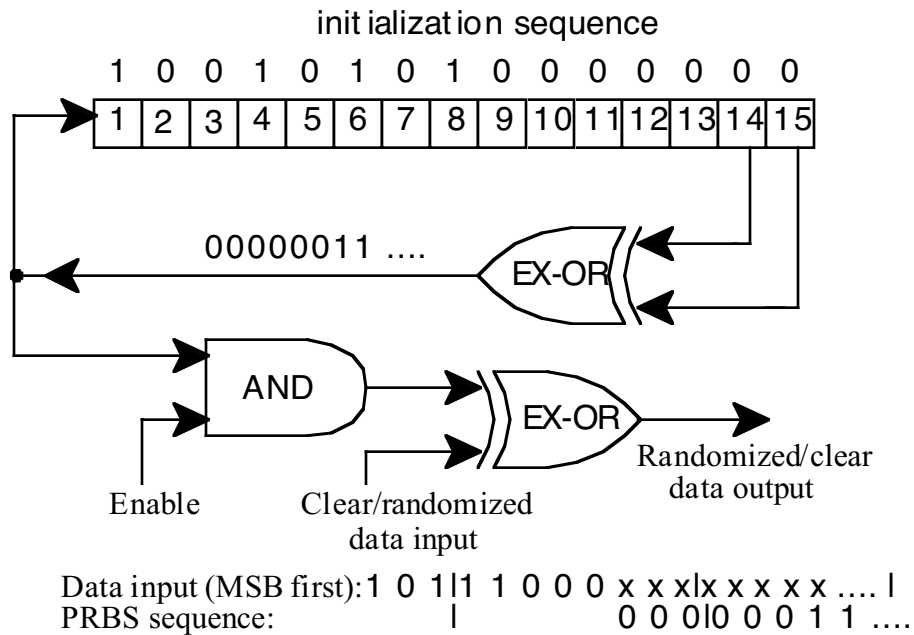 initialization sequence
1 0 0 1 0 1 0 1 0 0 0 0 0 0 0
1 2 3 4 5 6 7 8 9 10 11 12 13 14 15
00000011 ....
EX-OR
AND
EX-OR
Enable
Clear/randomized
data input
Randomized/clear
data output
Data input (MSB first): 1 0 1|1 1 0 0 0 x x x|x x x x x .... |
PRBS sequence: | 0 0 0|0 0 0 1 1 ....